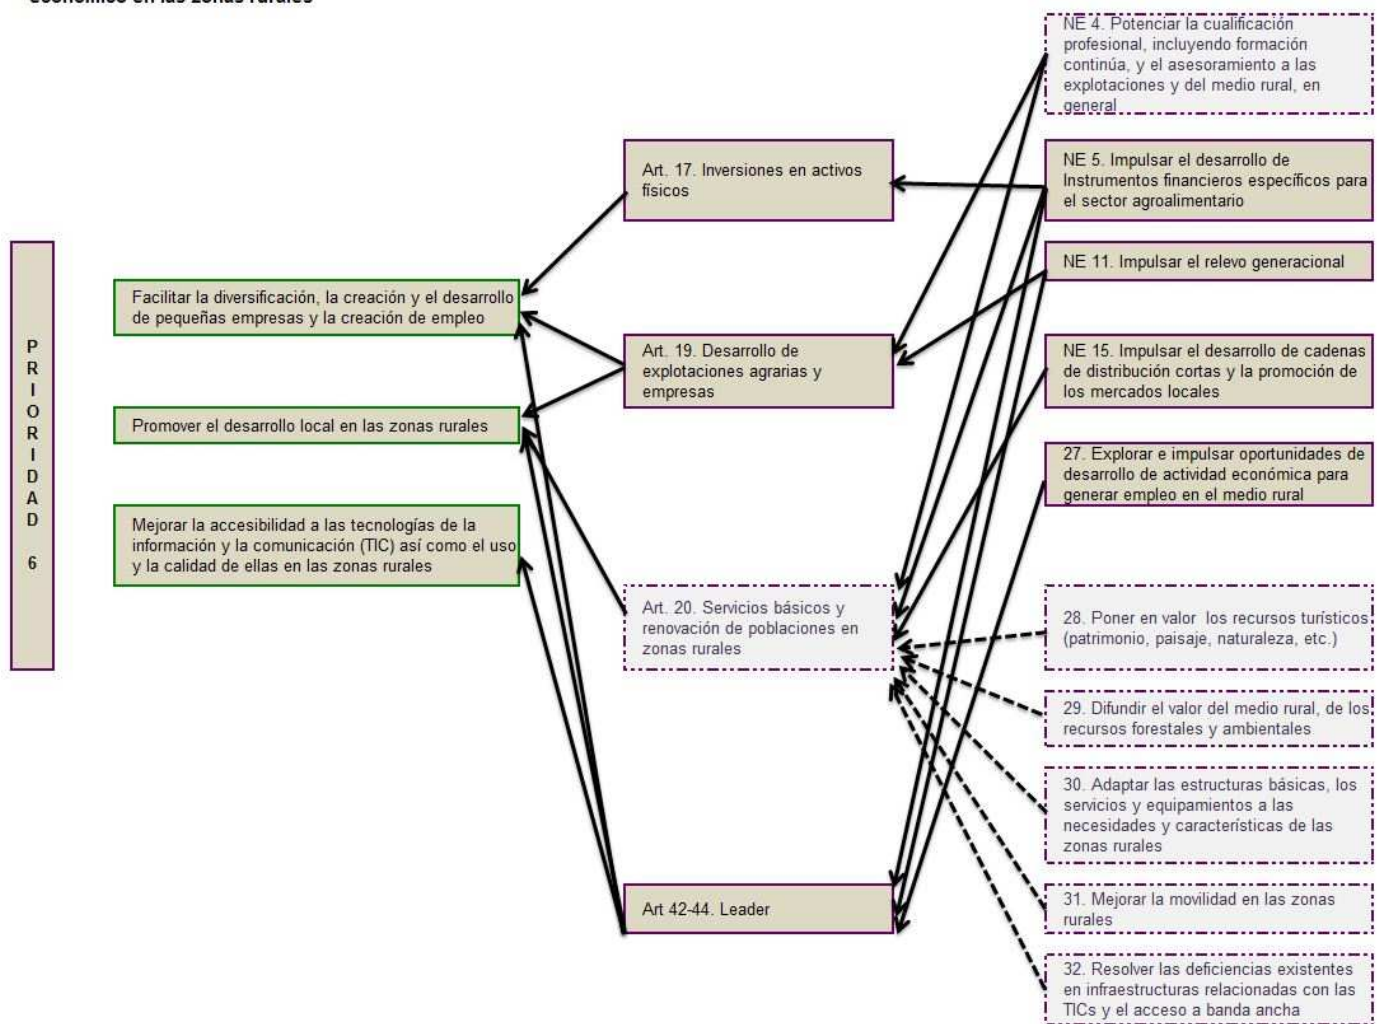 económico en las zonas rurales
P
R
I
O
R
I
D
A
D
6
Facilitar la diversificación, la creación y el desarrollo
de pequeñas empresas y la creación de empleo
Promover el desarrollo local en las zonas rurales
Mejorar la accesibilidad a las tecnologías de la
información y la comunicación (TIC) así como el uso
y la calidad de ellas en las zonas rurales
Art. 17. Inversiones en activos
físicos
Art. 19. Desarrollo de
explotaciones agrarias y
empresas
Art. 20. Servicios básicos y
renovación de poblaciones en
zonas rurales
Art 42-44. Leader
NE 4. Potenciar la cualificación
profesional, incluyendo formación
continúa, y el asesoramiento a las
explotaciones y del medio rural, en
general
NE 5. Impulsar el desarrollo de
Instrumentos financieros específicos para
el sector agroalimentario
NE 11. Impulsar el relevo generacional
NE 15. Impulsar el desarrollo de cadenas
de distribución cortas y la promoción de
los mercados locales
27. Explorar e impulsar oportunidades de
desarrollo de actividad económica para
generar empleo en el medio rural
28. Poner en valor los recursos turísticos
(patrimonio, paisaje, naturaleza, etc.)
29. Difundir el valor del medio rural, de los
recursos forestales y ambientales
30. Adaptar las estructuras básicas, los
servicios y equipamientos a las
necesidades y características de las
zonas rurales
31. Mejorar la movilidad en las zonas
rurales
32. Resolver las deficiencias existentes
en infraestructuras relacionadas con las
TICs y el acceso a banda ancha